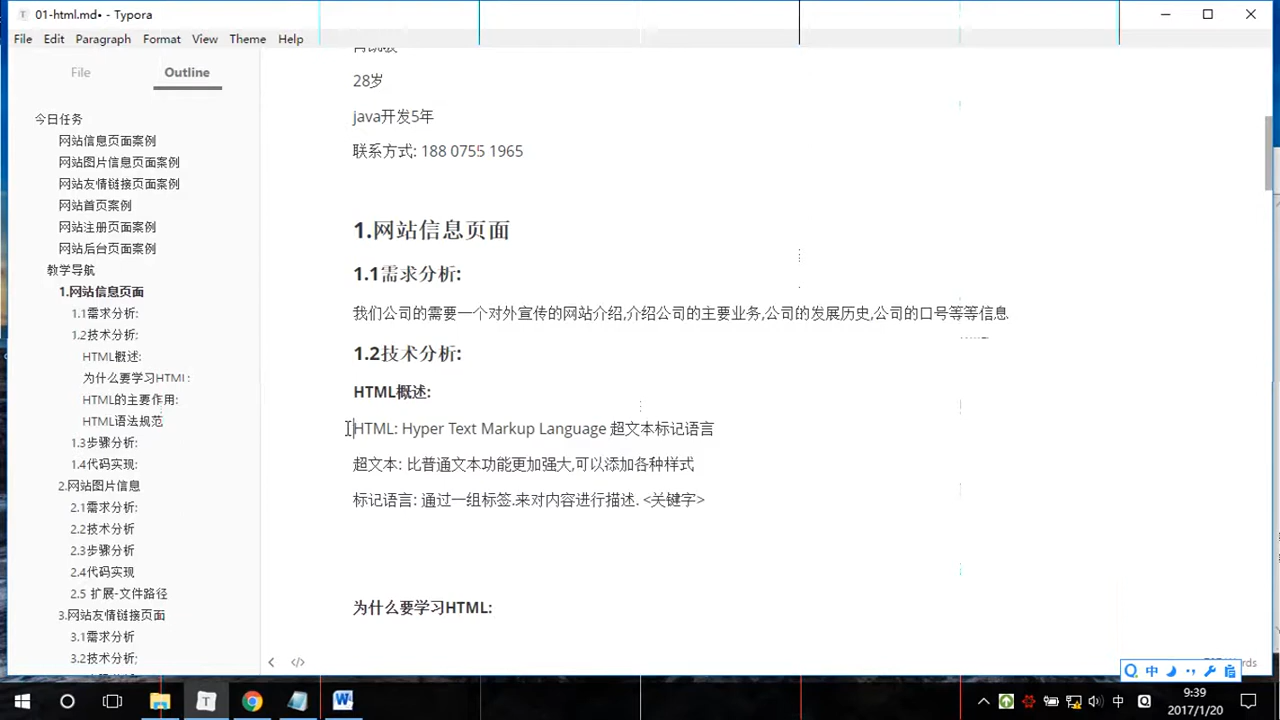 01-html.md• - Typora
File Edit Paragraph Format View Theme Help
File Outline
今日任务
网站信息页面案例
网站图片信息页面案例
网站友情链接页面案例
网站首页案例
网站注册页面案例
网站后台页面案例
教学导航
1.网站信息页面
1.1需求分析:
1.2技术分析:
HTML概述:
为什么要学习HTML:
HTML的主要作用:
HTML语法规范
1.3步骤分析:
1.4代码实现:
2.网站图片信息
2.1需求分析:
2.2技术分析
2.3步骤分析
2.4代码实现
2.5 扩展-文件路径
3.网站友情链接页面
3.1需求分析
3.2技术分析;
28岁
java开发5年
联系方式: 188 0755 1965
1.网站信息页面
1.1需求分析:
我们公司的需要一个对外宣传的网站介绍,介绍公司的主要业务,公司的发展历史,公司的口号等等信息
1.2技术分析:
HTML概述:
HTML: Hyper Text Markup Language 超文本标记语言
超文本: 比普通文本功能更加强大,可以添加各种样式
标记语言: 通过一组标签.来对内容进行描述. <关键字>
为什么要学习HTML:
中
中
9:39
2017/1/20